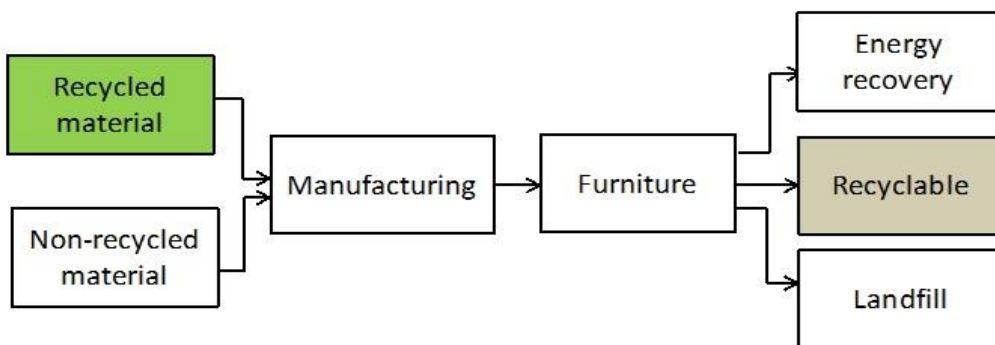 Recycled
material
Non-recycled
material
Manufacturing
Furniture
Energy
recovery
Recyclable
Landfill